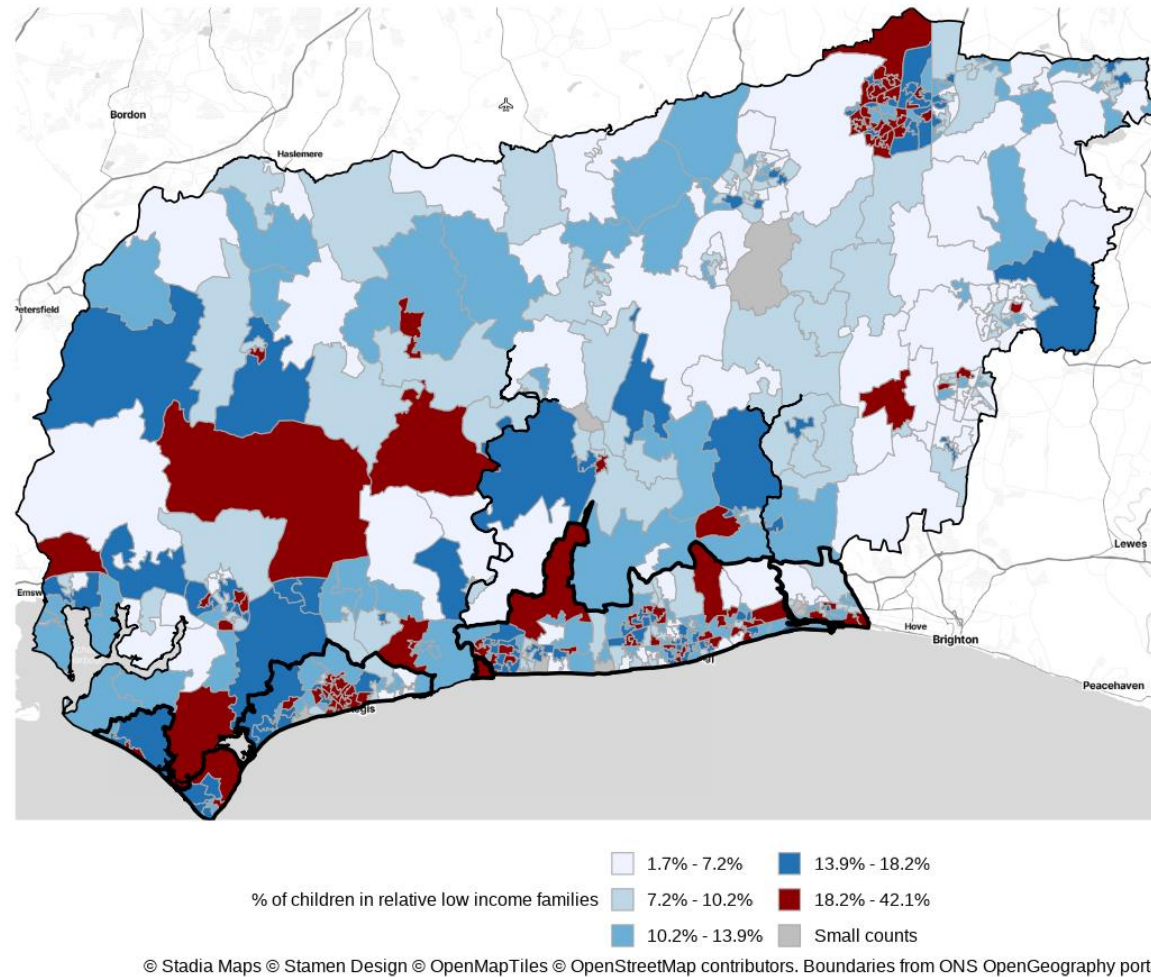 Bordon
Haslemere
Petersfield
Lewes
Emsw
Hove
Brighton
egis
Peacehaven
% of children in relative low income families
1.7% - 7.2%
7.2% - 10.2%
10.2% - 13.9%
13.9% - 18.2%
18.2% - 42.1%
Small counts
© Stadia Maps © Stamen Design © OpenMapTiles © OpenStreetMap contributors. Boundaries from ONS OpenGeography port